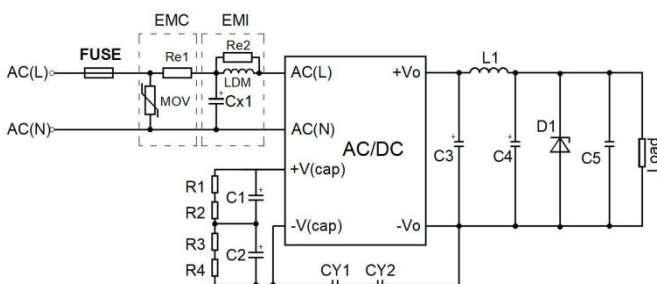 EMC EMI
FUSE Re1 Re2
AC(L) LDM AC(L) +Vo L1
MOV Cx1
AC(N) AC(N)
AC/DC C3 C4 D1 C5 Load
R1 C1 +V(cap)
R2
R3 C2 -V(cap) -Vo
R4
CY1 CY2